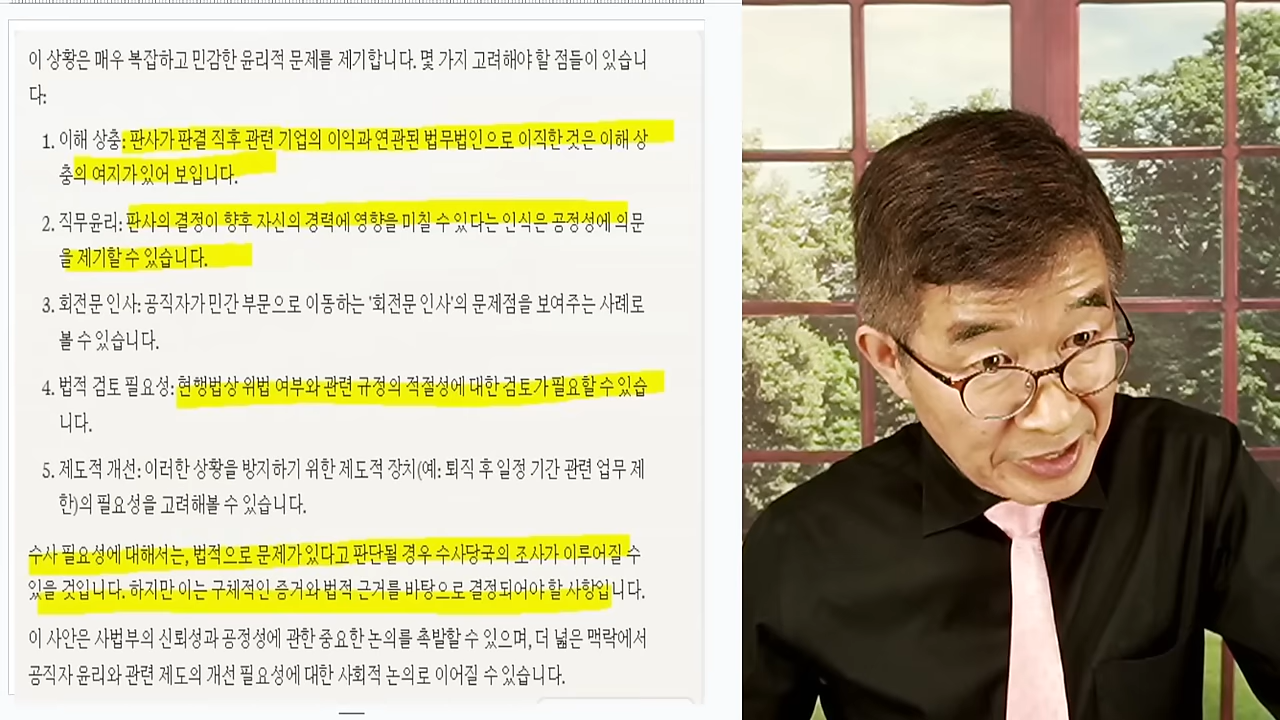 이 상황은 매우 복잡하고 민감한 윤리적 문제를 제기합니다. 몇 가지 고려해야 할 점들이 있습니
다:
1. 이해 상충: 판사가 판결 직후 관련 기업의 이익과 연관된 법무법인으로 이직한 것은 이해 상
충의 여지가 있어 보입니다.
2. 직무윤리: 판사의 결정이 향후 자신의 경력에 영향을 미칠 수 있다는 인식은 공정성에 의문
을 제기할 수 있습니다.
3. 회전문 인사: 공직자가 민간 부문으로 이동하는 '회전문 인사'의 문제점을 보여주는 사례로
볼 수 있습니다.
4. 법적 검토 필요성: 현행법상 위법 여부와 관련 규정의 적절성에 대한 검토가 필요할 수 있습
니다.
5. 제도적 개선: 이러한 상황을 방지하기 위한 제도적 장치(예: 퇴직 후 일정 기간 관련 업무 제
한)의 필요성을 고려해볼 수 있습니다.
수사 필요성에 대해서는, 법적으로 문제가 있다고 판단될 경우 수사당국의 조사가 이루어질 수
있을 것입니다. 하지만 이는 구체적인 증거와 법적 근거를 바탕으로 결정되어야 할 사항입니다.
이 사안은 사법부의 신뢰성과 공정성에 관한 중요한 논의를 촉발할 수 있으며, 더 넓은 맥락에서
공직자 윤리와 관련 제도의 개선 필요성에 대한 사회적 논의로 이어질 수 있습니다.